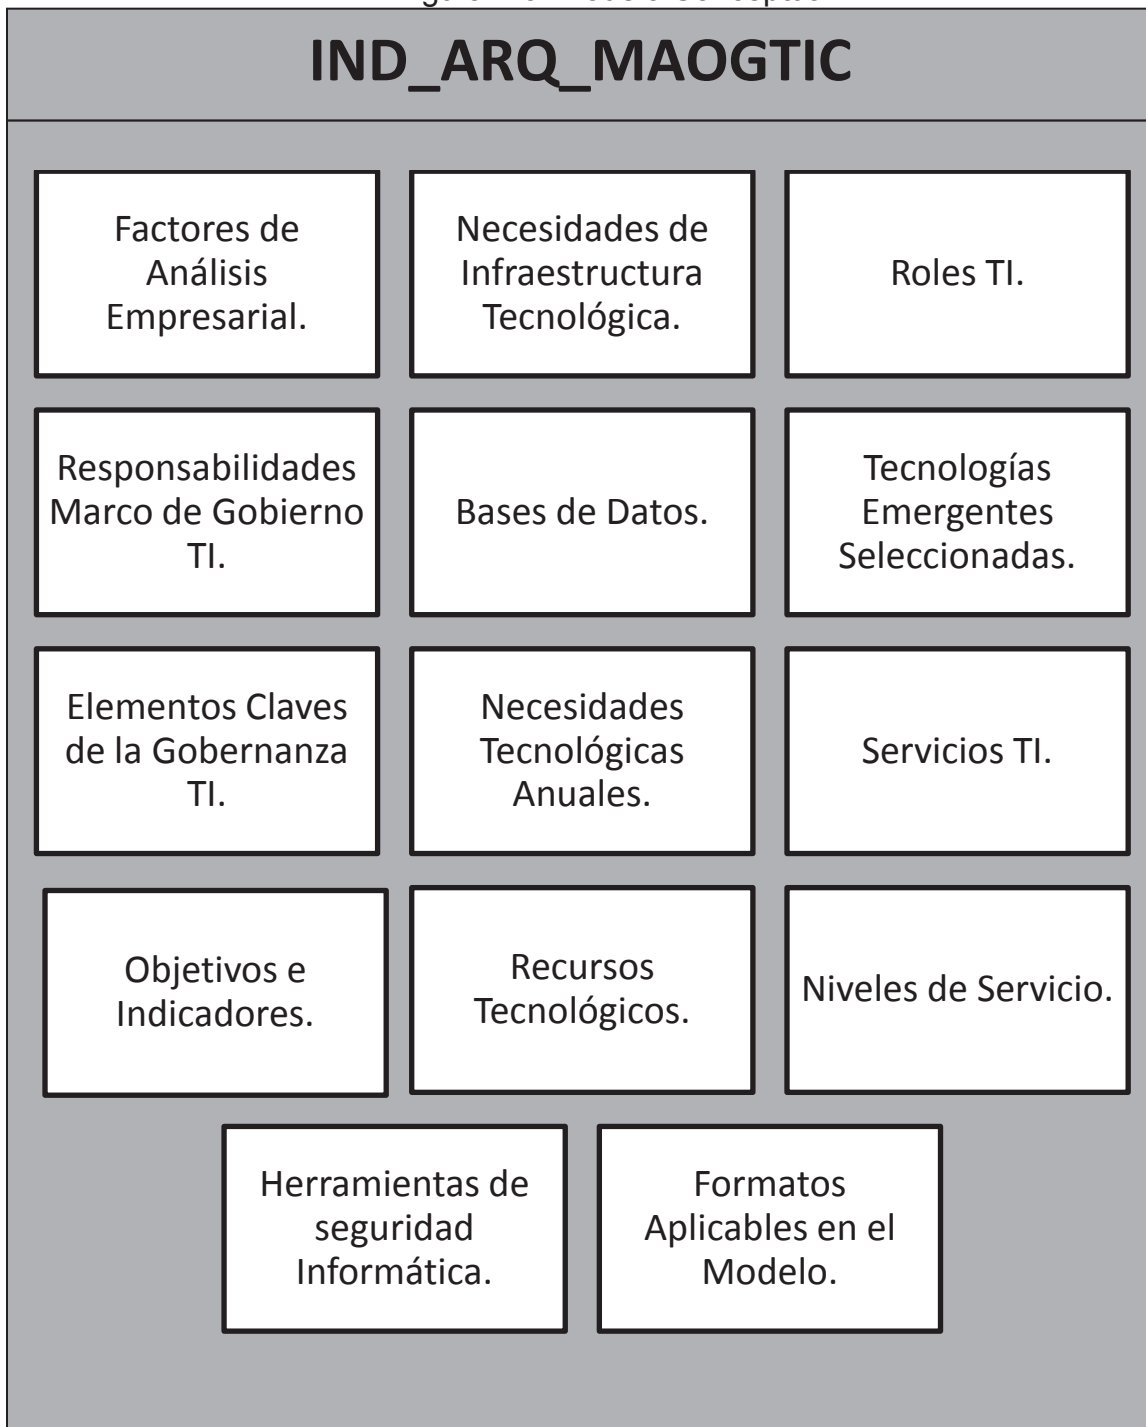 IND_ARQ_MAOGTIC
Factores de
Análisis
Empresarial.
Necesidades de
Infraestructura
Tecnológica.
Roles TI.
Responsabilidades
Marco de Gobierno
TI.
Bases de Datos.
Tecnologías
Emergentes
Seleccionadas.
Elementos Claves
de la Gobernanza
TI.
Necesidades
Tecnológicas
Anuales.
Servicios TI.
Objetivos e
Indicadores.
Recursos
Tecnológicos.
Niveles de Servicio.
Herramientas de
seguridad
Informática.
Formatos
Aplicables en el
Modelo.